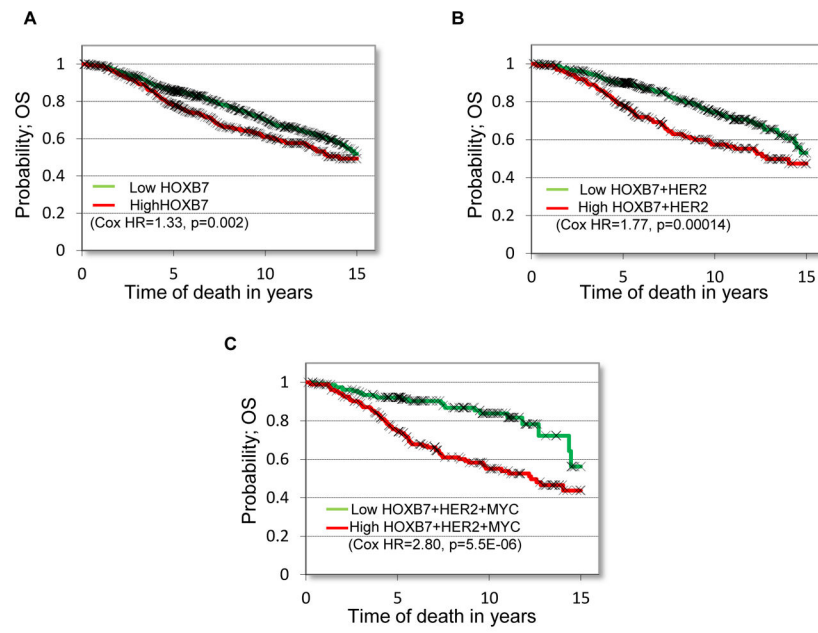 A
Probability; OS
1
0.8
0.6
0.4
0.2
0
Low HOXB7
HighHOXB7
(Cox HR=1.33, p=0.002)
0 5 10 15
Time of death in years
B
Probability; OS
1
0.8
0.6
0.4
0.2
0
Low HOXB7+HER2
High HOXB7+HER2
(Cox HR=1.77, p=0.00014)
0 5 10 15
Time of death in years
C
Probability; OS
1
0.8
0.6
0.4
0.2
0
Low HOXB7+HER2+MYC
High HOXB7+HER2+MYC
(Cox HR=2.80, p=5.5E-06)
0 5 10 15
Time of death in years